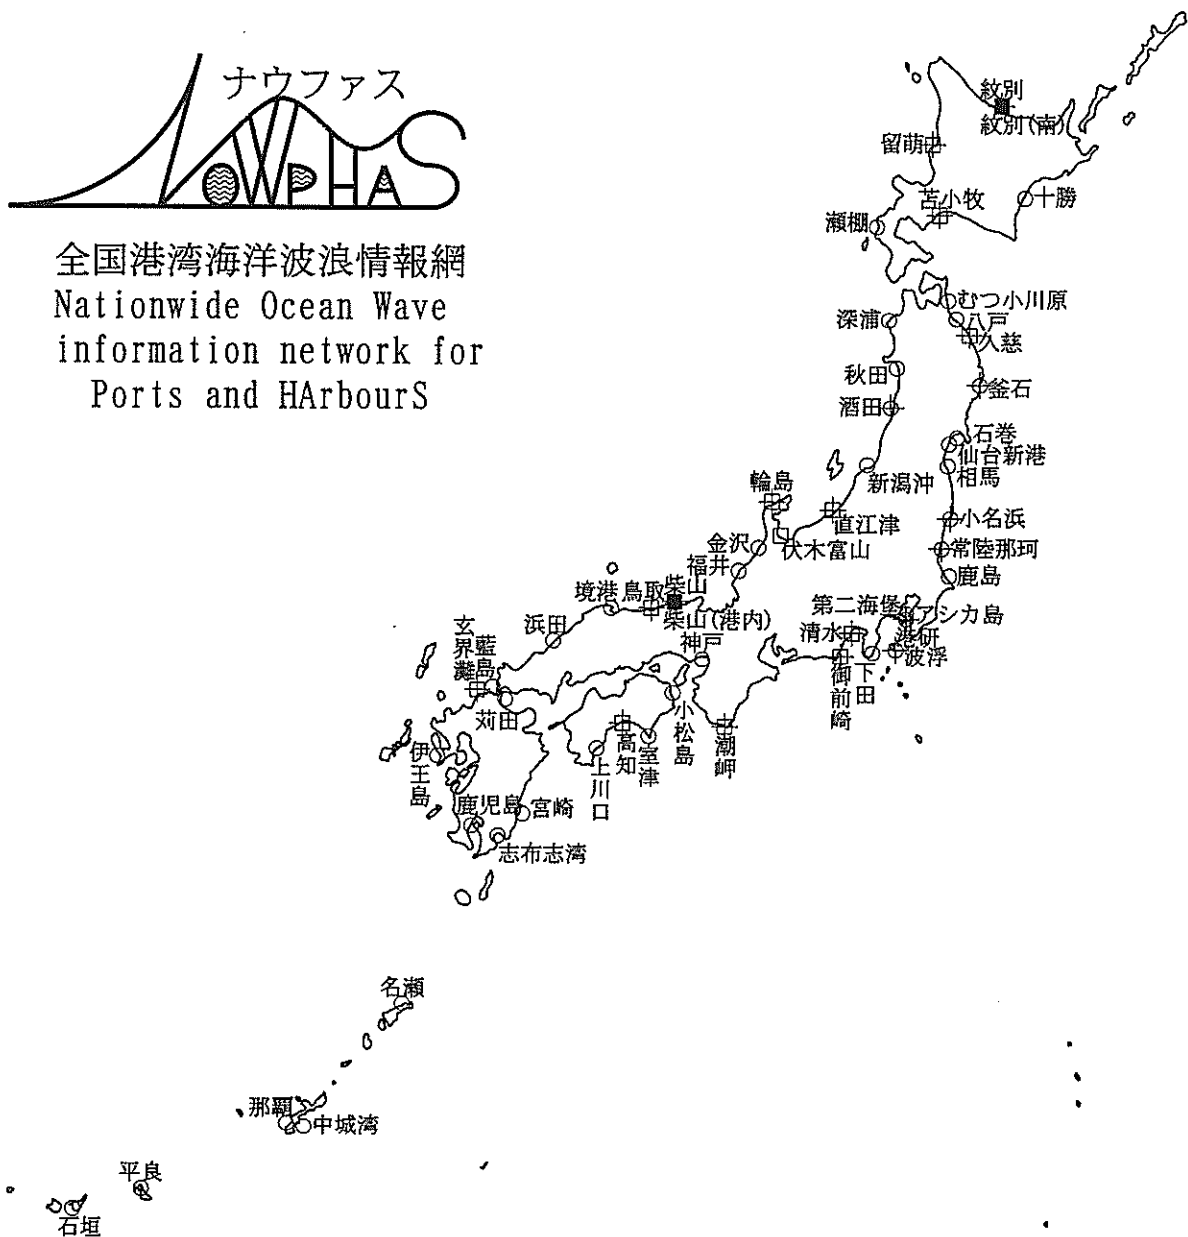 ナウファス
NOWPHAS
全国港湾海洋波浪情報網
Nationwide Ocean Wave
information network for
Ports and HArbourS
紋別
紋別(南)
留萌
苫小牧
十勝
瀬棚
むつ小川原
深浦
八戸
久慈
秋田
釜石
酒田
石巻
仙台新港
相馬
新潟沖
輪島
直江津
小名浜
伏木富山
金沢
常陸那珂
福井
鹿島
柴山
境港
鳥取
柴山(港内)
第二海堡
アシカ島
浜田
清水
港研
神戸
波浮
玄界灘
藍島
下田
御前崎
苅田
小松島
潮岬
高知
室津
上川口
伊王島
鹿児島
宮崎
志布志湾
名瀬
那覇
中城湾
平良
石垣